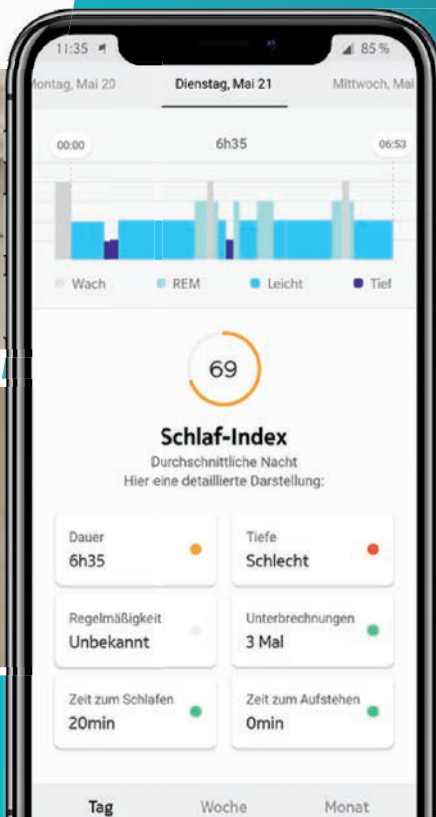 11:35
85 %
Montag, Mai 20
Dienstag, Mai 21
Mittwoch, Mai
00:00
6h35
06:53
Wach
REM
Leicht
Tief
69
Schlaf-Index
Durchschnittliche Nacht
Hier eine detaillierte Darstellung:
Dauer
6h35
Tiefe
Schlecht
Regelmäßigkeit
Unbekannt
Unterbrechnungen
3 Mal
Zeit zum Schlafen
20min
Zeit zum Aufstehen
0min
Tag
Woche
Monat